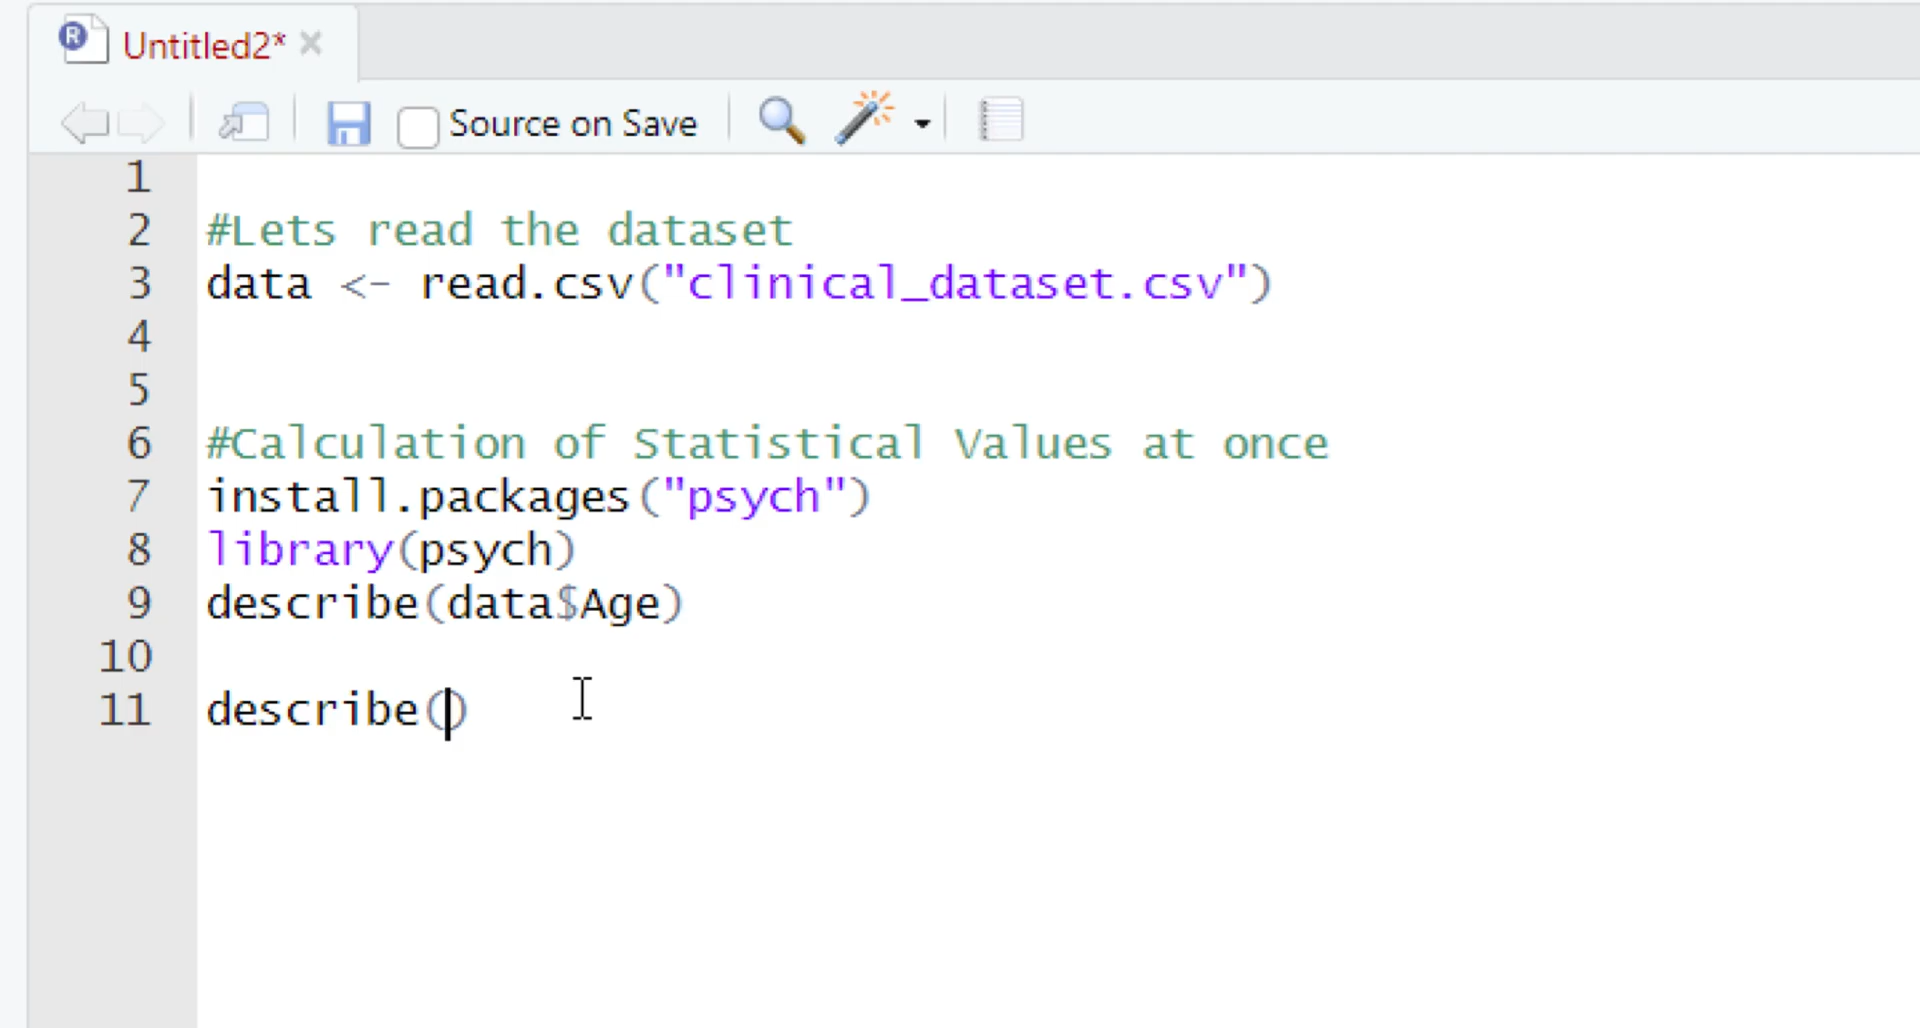 R Untitled2* ×
Source on Save
1
2 #Lets read the dataset
3 data <- read.csv("clinical_dataset.csv")
4
5
6 #Calculation of Statistical Values at once
7 install.packages("psych")
8 library(psych)
9 describe(data$Age)
10
11 describe()